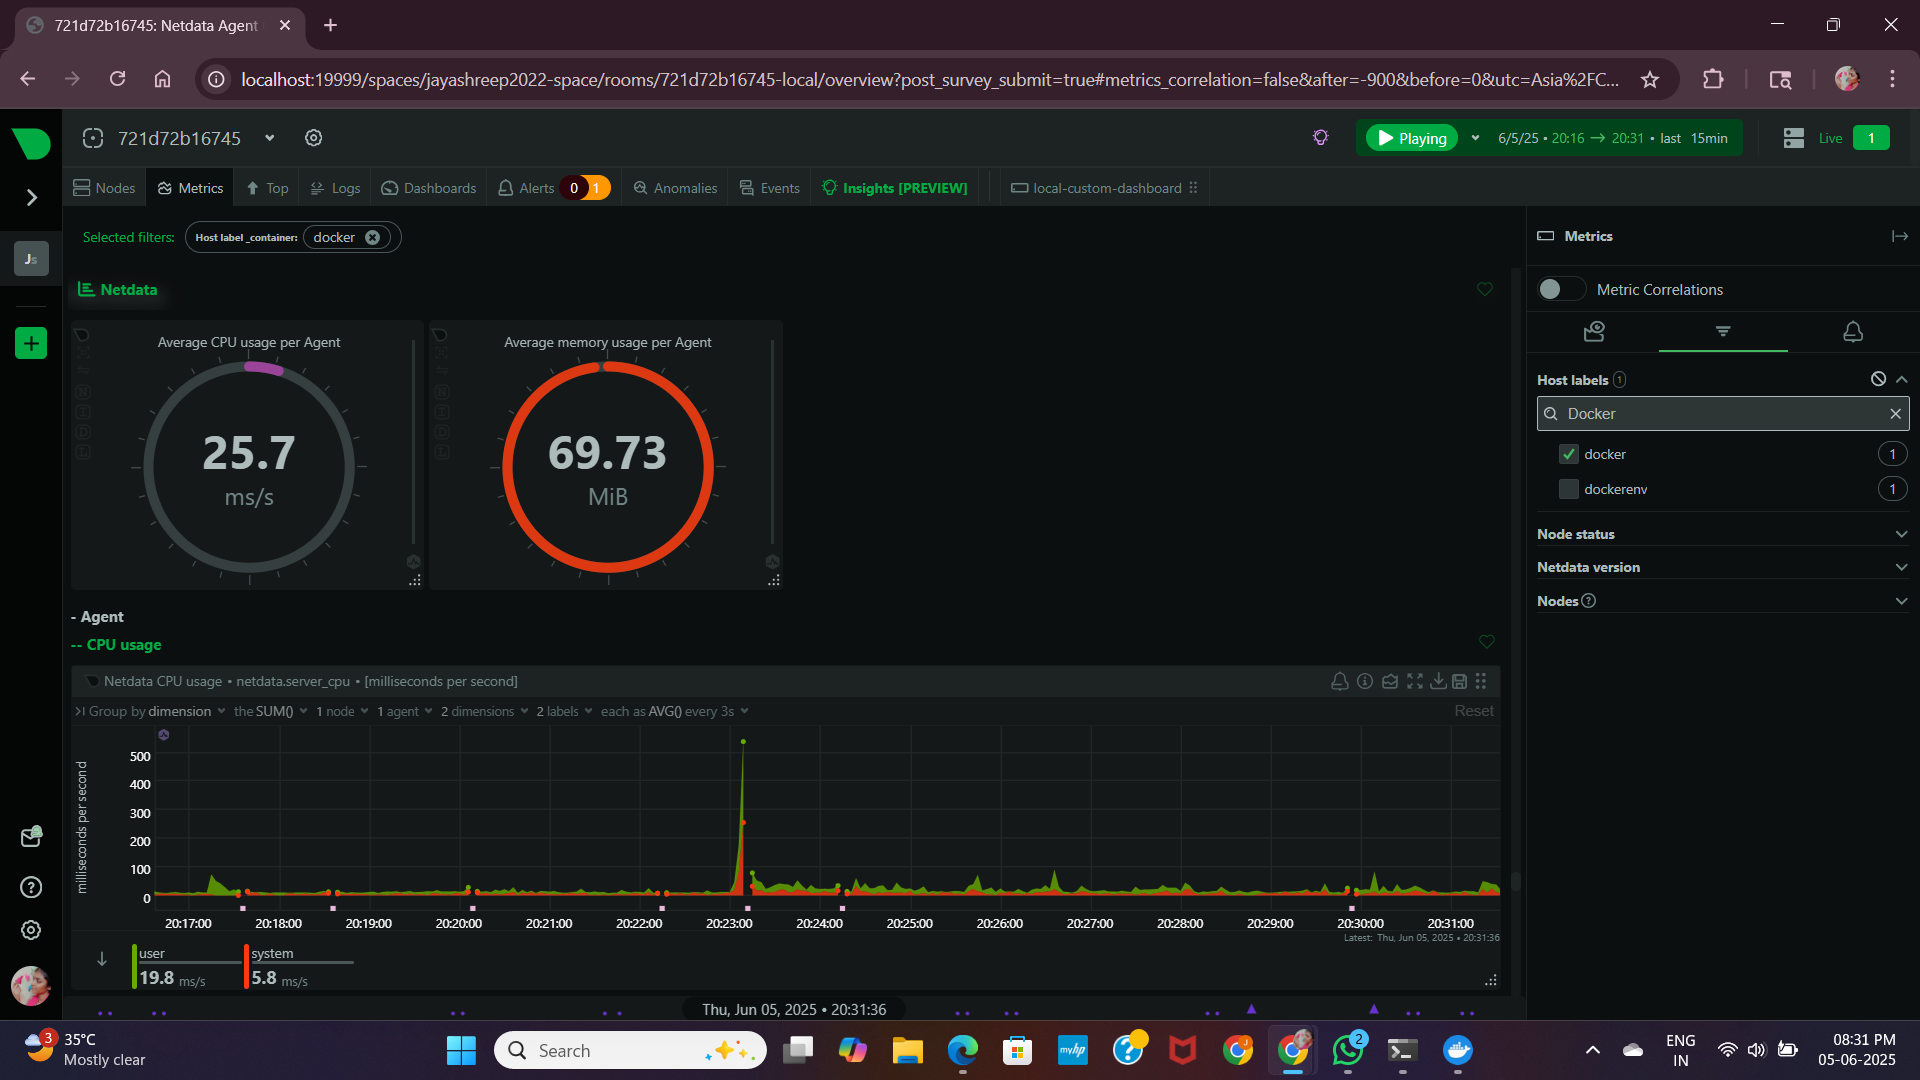 721d72b16745: Netdata Agent
localhost:19999/spaces/jayashreep2022-space/rooms/721d72b16745-local/overview?post_survey_submit=true#metrics_correlation=false&after=-900&before=0&utc=Asia%2FC...
721d72b16745
Playing
6/5/25 • 20:16 → 20:31 • last 15min
Live 1
Nodes Metrics Top Logs Dashboards Alerts 0 1 Anomalies Events Insights [PREVIEW] local-custom-dashboard
Selected filters: Host label _container: docker
Metrics
Js
Netdata
Metric Correlations
Average CPU usage per Agent
25.7
ms/s
Average memory usage per Agent
69.73
MiB
Host labels 1
Docker
docker 1
dockerenv 1
Node status
Netdata version
Nodes
- Agent
-- CPU usage
Netdata CPU usage • netdata.server_cpu • [milliseconds per second]
Group by dimension the SUM() 1 node 1 agent 2 dimensions 2 labels each as AVG() every 3s Reset
milliseconds per second
500
400
300
200
100
0
20:17:00 20:18:00 20:19:00 20:20:00 20:21:00 20:22:00 20:23:00 20:24:00 20:25:00 20:26:00 20:27:00 20:28:00 20:29:00 20:30:00 20:31:00
Latest: Thu, Jun 05, 2025 • 20:31:36
user
19.8 ms/s
system
5.8 ms/s
Thu, Jun 05, 2025 • 20:31:36
3
35°C
Mostly clear
Search
myhp
J
2
ENG
IN
08:31 PM
05-06-2025